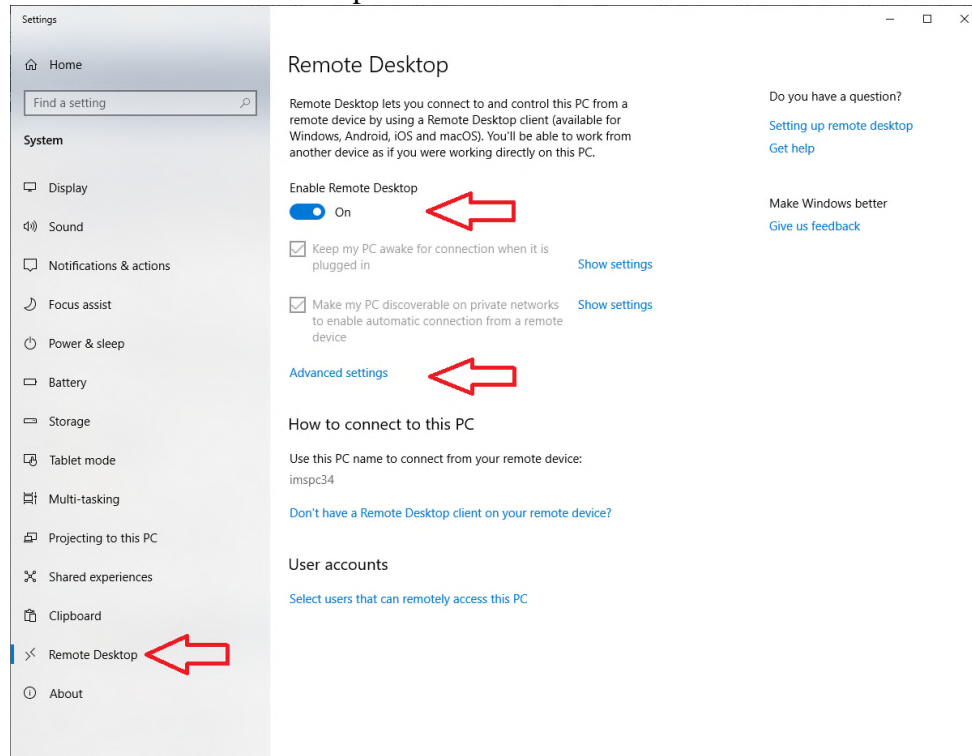 Settings
Home
Find a setting
System
Display
Sound
Notifications & actions
Focus assist
Power & sleep
Battery
Storage
Tablet mode
Multi-tasking
Projecting to this PC
Shared experiences
Clipboard
Remote Desktop
About
Remote Desktop
Remote Desktop lets you connect to and control this PC from a
remote device by using a Remote Desktop client (available for
Windows, Android, iOS and macOS). You'll be able to work from
another device as if you were working directly on this PC.
Enable Remote Desktop
On
Keep my PC awake for connection when it is
plugged in
Show settings
Make my PC discoverable on private networks
to enable automatic connection from a remote
device
Show settings
Advanced settings
How to connect to this PC
Use this PC name to connect from your remote device:
imspc34
Don't have a Remote Desktop client on your remote device?
User accounts
Select users that can remotely access this PC
Do you have a question?
Setting up remote desktop
Get help
Make Windows better
Give us feedback